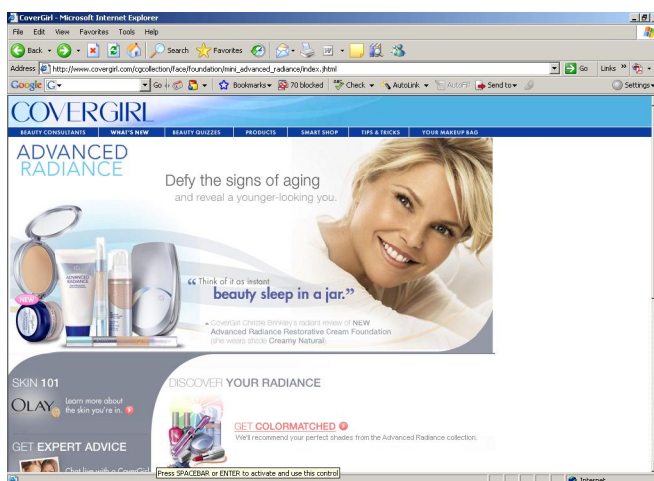 CoverGirl - Microsoft Internet Explorer
File Edit View Favorites Tools Help
Back Search Favorites
Address http://www.covergirl.com/cgcollection/face/foundation/mini_advanced_radiance/index.jhtml Go Links »
Google G Go Bookmarks 70 blocked Check AutoLink AutoFill Send to Settings
COVERGIRL
BEAUTY CONSULTANTS WHAT'S NEW BEAUTY QUIZZES PRODUCTS SMART SHOP TIPS & TRICKS YOUR MAKEUP BAG
ADVANCED
RADIANCE
Defy the signs of aging
and reveal a younger-looking you.
ADVANCED
RADIANCE
NEW
“Think of it as instant
beauty sleep in a jar.”
CoverGirl Christie Brinkley's radiant review of NEW
Advanced Radiance Restorative Cream Foundation
(she wears shade Creamy Natural).
SKIN 101
OLAY
Learn more about
the skin you're in.
DISCOVER YOUR RADIANCE
GET COLORMATCHED
We'll recommend your perfect shades from the Advanced Radiance collection.
GET EXPERT ADVICE
Chat live with a CoverGirl
Press SPACEBAR or ENTER to activate and use this control
Internet